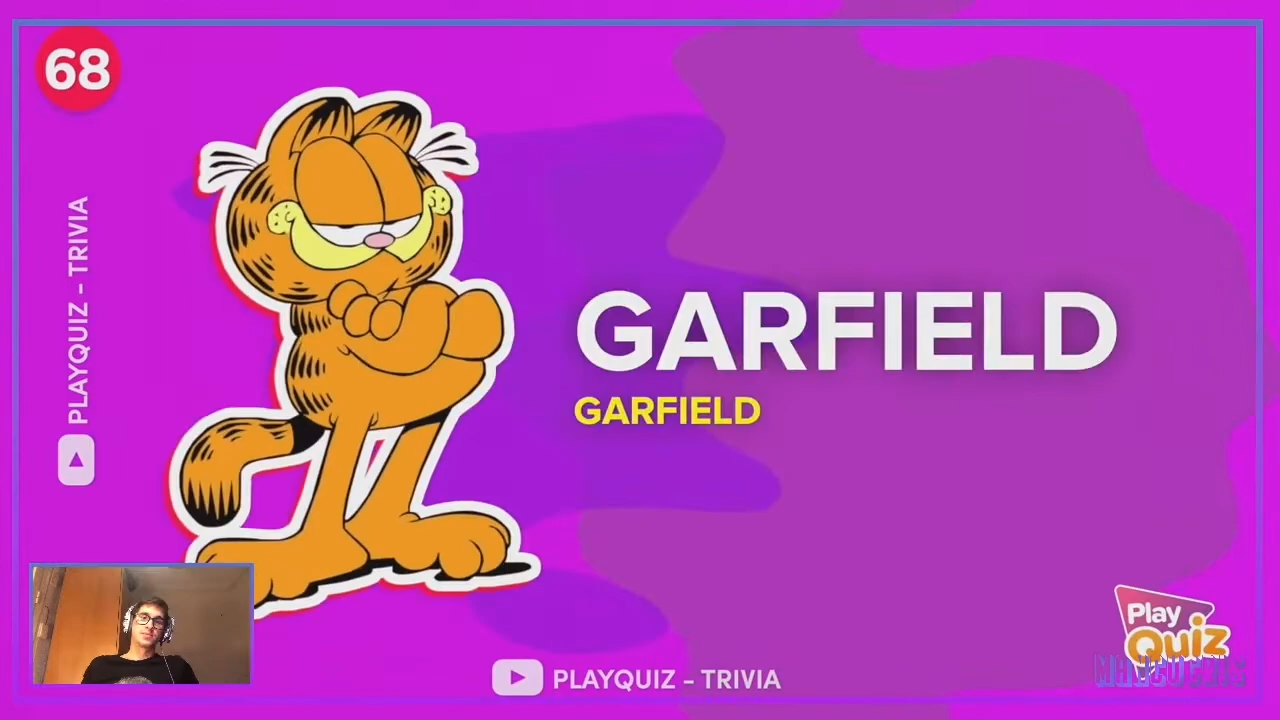 68
PLAYQUIZ – TRIVIA
GARFIELD
GARFIELD
Play
Quiz
PLAYQUIZ – TRIVIA